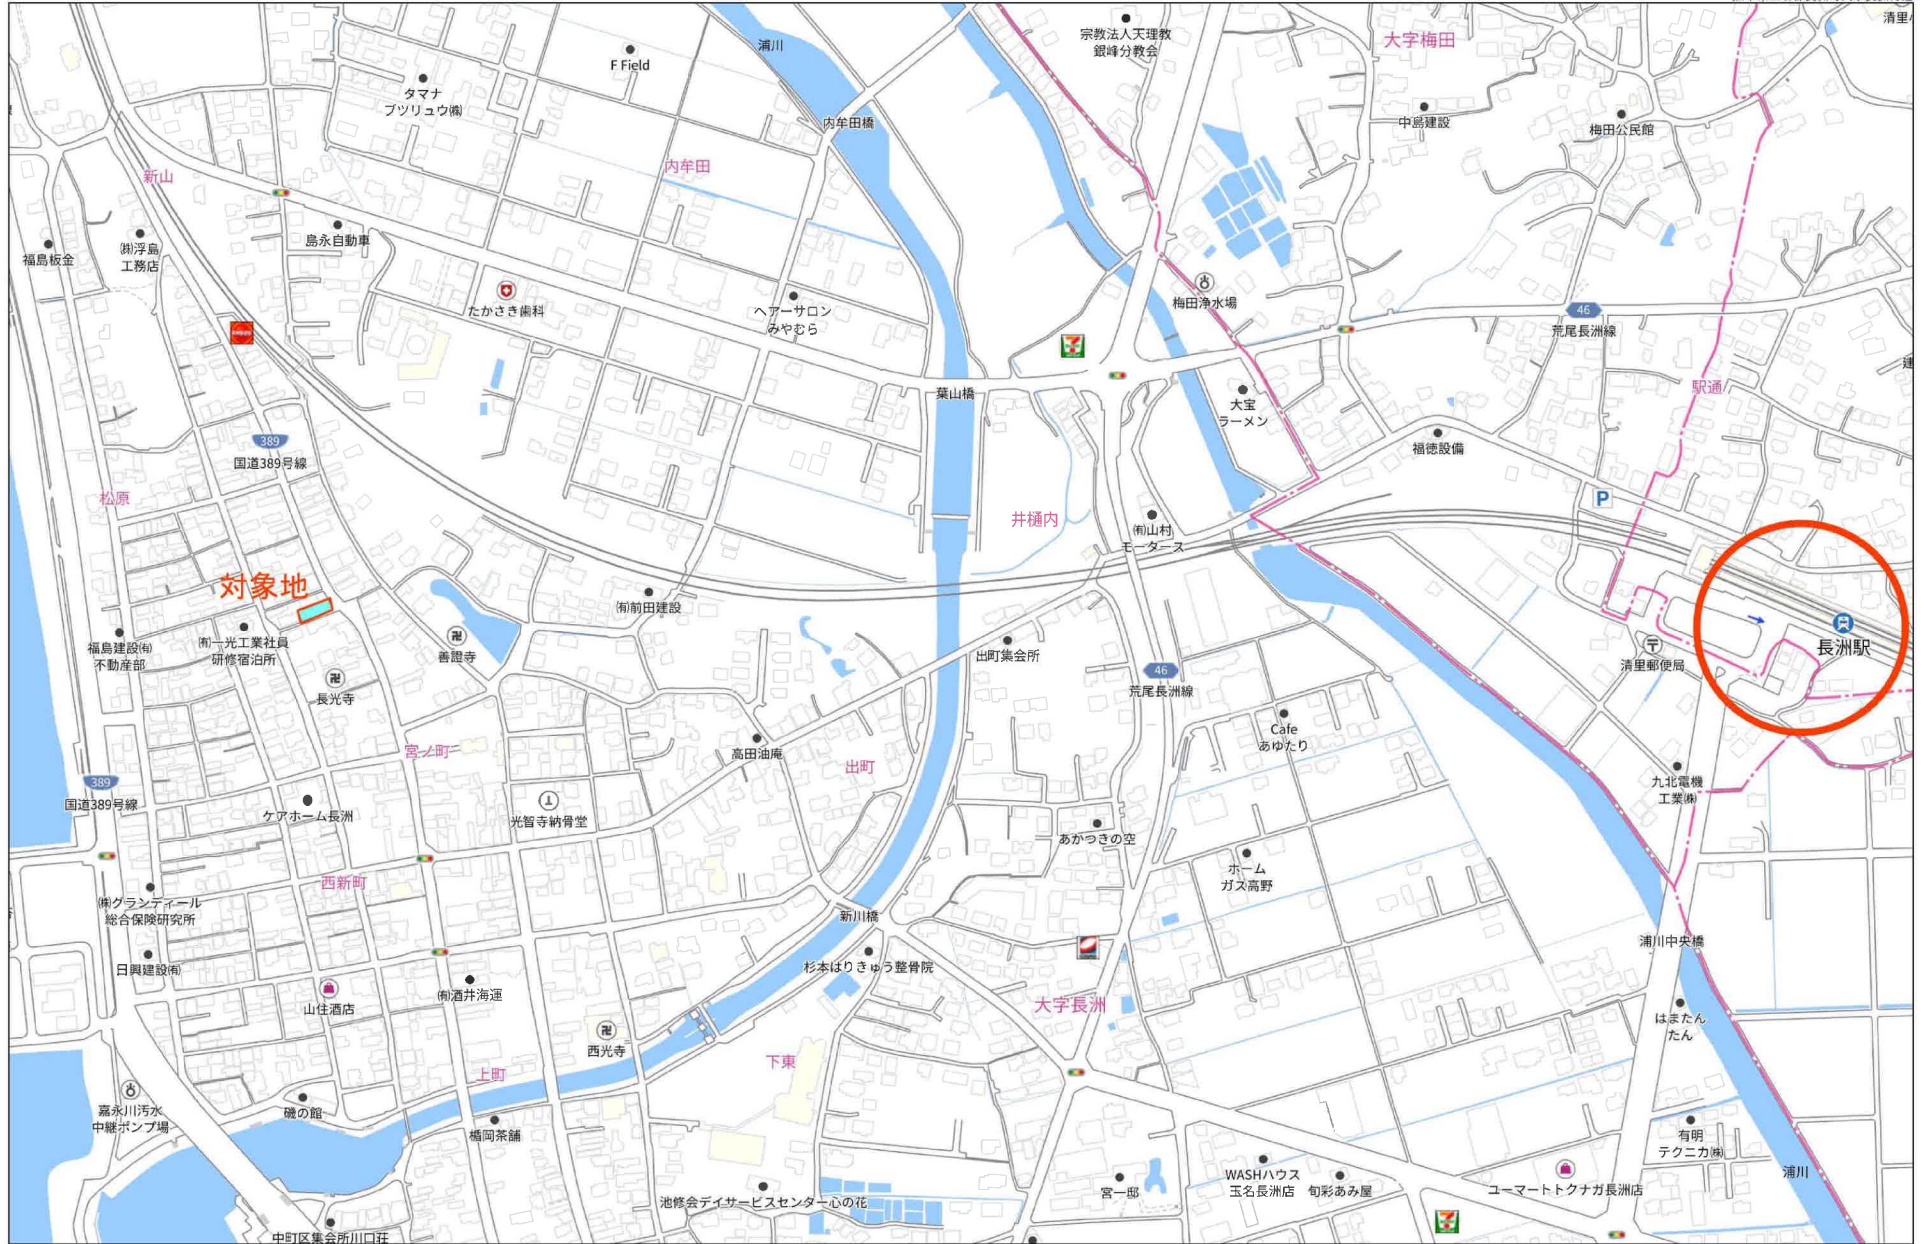 清里
浦川
宗教法人天理教
銀峰分教会
大字梅田
F Field
タマナ
ブツリュウ㈱
内牟田橋
中島建設
梅田公民館
新山
内牟田
島永自動車
㈱浮島
工務店
福島板金
たかさき歯科
ヘアーサロン
みやむら
梅田浄水場
46
荒尾長洲線
葉山橋
大宝
ラーメン
駅通
389
国道389号線
福徳設備
松原
P
井樋内
㈲山村
モータース
対象地
㈲前田建設
福島建設㈲
不動産部
㈲一光工業社員
研修宿泊所
善證寺
出町集会所
清里郵便局
長洲駅
長光寺
46
荒尾長洲線
Cafe
あゆたり
宮ノ町
高田油庵
出町
389
国道389号線
九北電機
工業㈱
ケアホーム長洲
光智寺納骨堂
あかつきの空
ホーム
ガス高野
西新町
㈱グランディール
総合保険研究所
新川橋
浦川中央橋
日興建設㈲
杉本はりきゅう整骨院
㈲酒井海運
山住酒店
大字長洲
はまたん
たん
西光寺
下東
上町
嘉永川汚水
中継ポンプ場
磯の館
楯岡茶舗
有明
テクニカ㈱
池修会デイサービスセンター心の花
宮一邸
WASHハウス
玉名長洲店
旬彩あみ屋
ユーマートトクナガ長洲店
浦川
中町区集会所川口荘